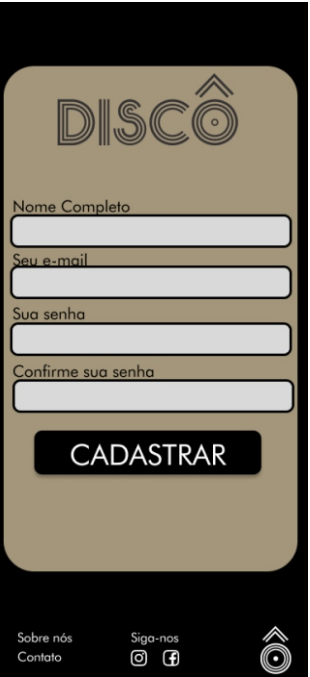 DISCÔ
Nome Completo
Seu e-mail
Sua senha
Confirme sua senha
CADASTRAR
Sobre nós
Siga-nos
Contato